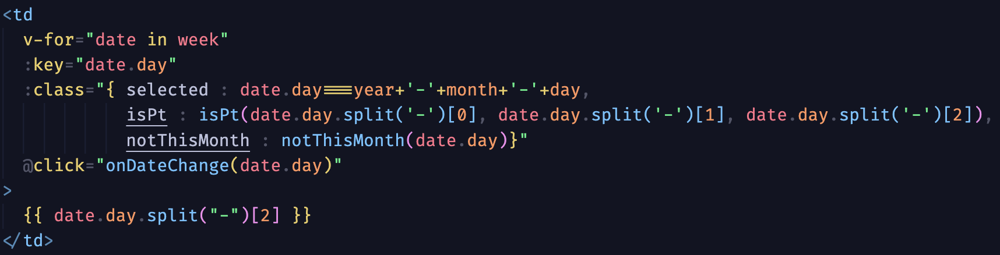 <td
v-for="date in week"
:key="date.day"
:class="{ selected : date.day===year+'-'+month+'-'+day,
isPt : isPt(date.day.split('-')[0], date.day.split('-')[1], date.day.split('-')[2]),
notThisMonth : notThisMonth(date.day)}"
@click="onDateChange(date.day)"
>
{{ date.day.split("-")[2] }}
</td>